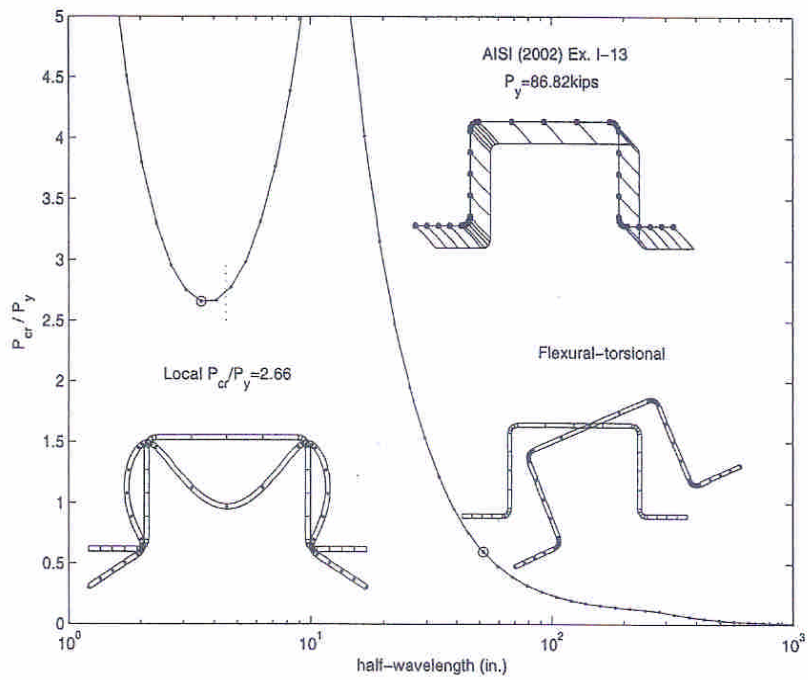 AISI (2002) Ex. I-13
P_y=86.82kips
Flexural-torsional
Local P_cr/P_y=2.66
P_cr / P_y
5
4.5
4
3.5
3
2.5
2
1.5
1
0.5
0
10^0
10^1
10^2
10^3
half-wavelength (in.)